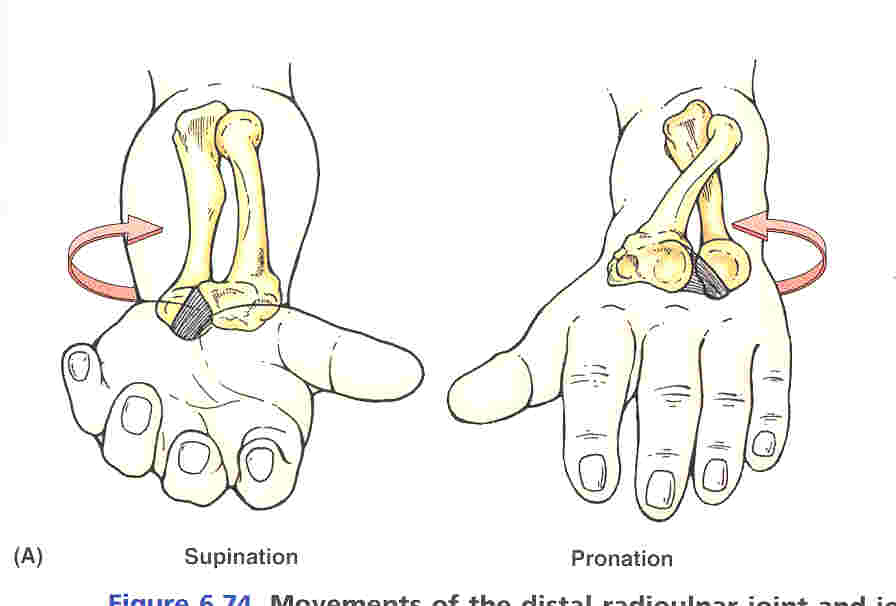 (A) Supination Pronation
Figure 6.74 Movements of the distal radioulnar joint and